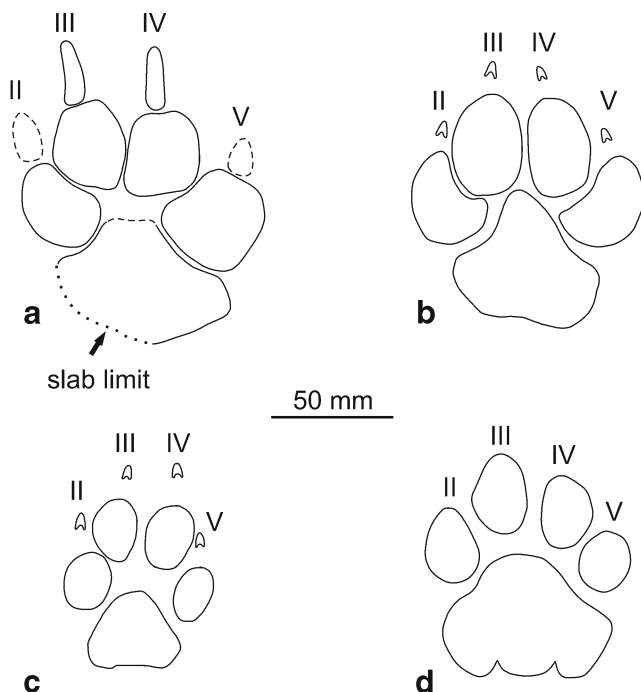 III IV
II V
a
slab limit
III IV
II V
b
50 mm
III IV
II V
c
III
II IV
V
d